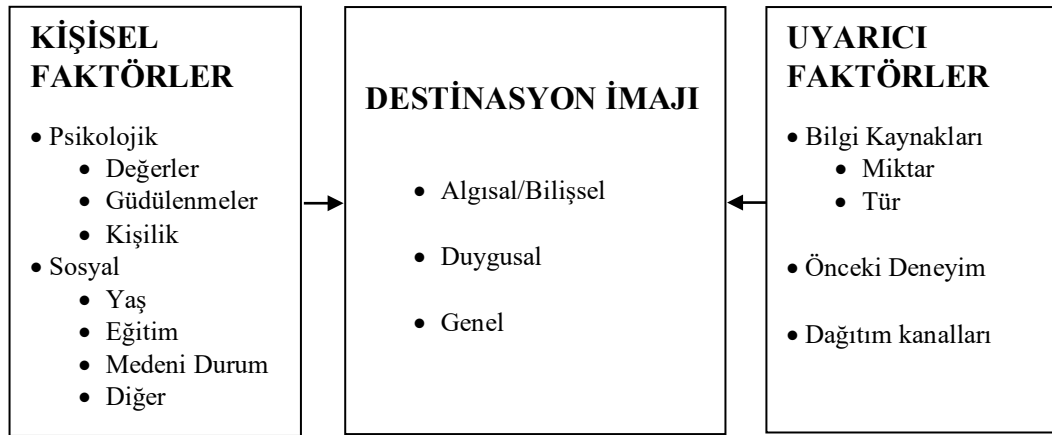 KİŞİSEL
FAKTÖRLER
• Psikolojik
• Değerler
• Güdülenmeler
• Kişilik
• Sosyal
• Yaş
• Eğitim
• Medeni Durum
• Diğer
DESTİNASYON İMAJI
• Algısal/Bilişsel
• Duygusal
• Genel
UYARICI
FAKTÖRLER
• Bilgi Kaynakları
• Miktar
• Tür
• Önceki Deneyim
• Dağıtım kanalları